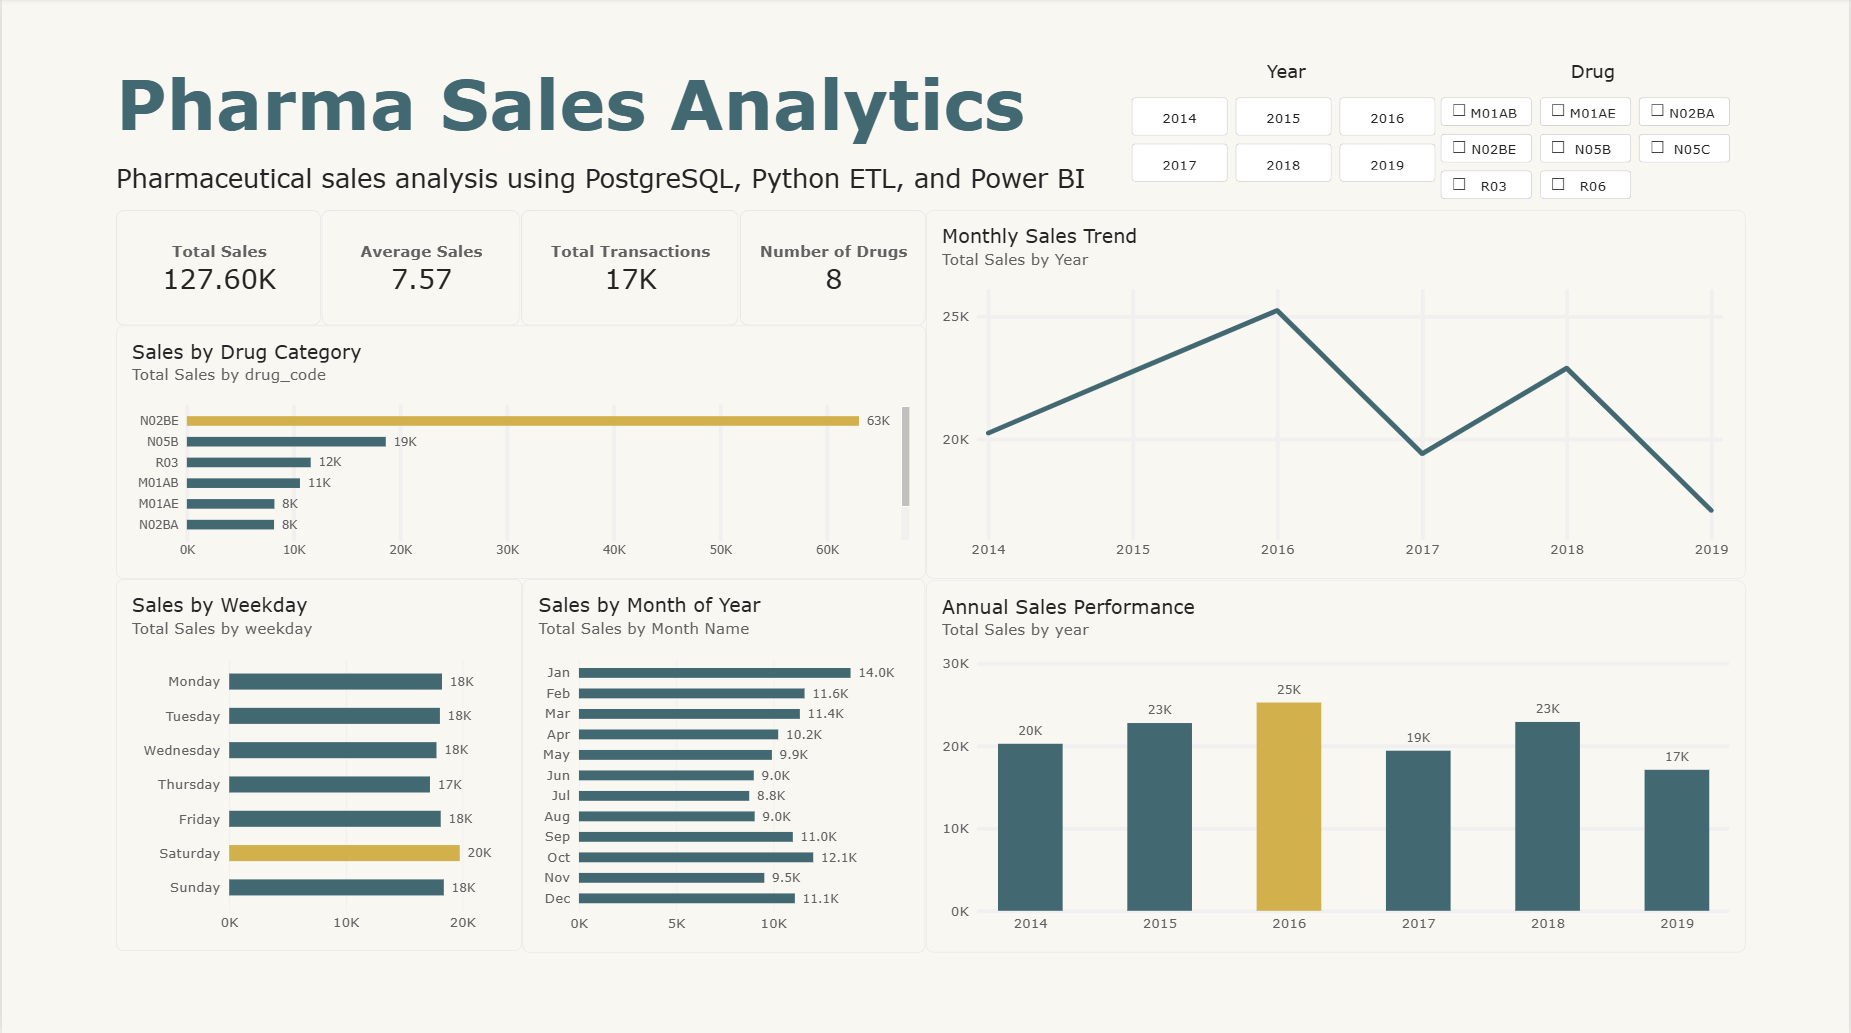 Pharma Sales Analytics
Pharmaceutical sales analysis using PostgreSQL, Python ETL, and Power BI
Year
2014 2015 2016
2017 2018 2019
Drug
M01AB M01AE N02BA
N02BE N05B N05C
R03 R06
Total Sales
127.60K
Average Sales
7.57
Total Transactions
17K
Number of Drugs
8
Sales by Drug Category
Total Sales by drug_code
N02BE 63K
N05B 19K
R03 12K
M01AB 11K
M01AE 8K
N02BA 8K
0K 10K 20K 30K 40K 50K 60K
Monthly Sales Trend
Total Sales by Year
25K
20K
2014 2015 2016 2017 2018 2019
Sales by Weekday
Total Sales by weekday
Monday 18K
Tuesday 18K
Wednesday 18K
Thursday 17K
Friday 18K
Saturday 20K
Sunday 18K
0K 10K 20K
Sales by Month of Year
Total Sales by Month Name
Jan 14.0K
Feb 11.6K
Mar 11.4K
Apr 10.2K
May 9.9K
Jun 9.0K
Jul 8.8K
Aug 9.0K
Sep 11.0K
Oct 12.1K
Nov 9.5K
Dec 11.1K
0K 5K 10K
Annual Sales Performance
Total Sales by year
30K
20K
10K
0K
20K 23K 25K 19K 23K 17K
2014 2015 2016 2017 2018 2019